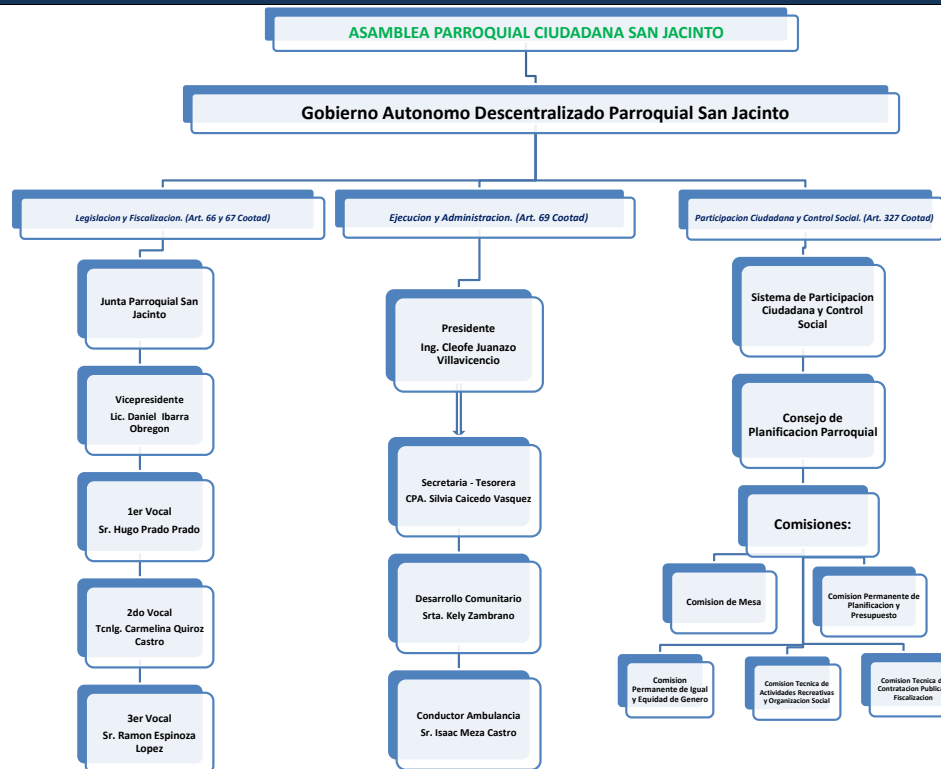 ASAMBLEA PARROQUIAL CIUDADANA SAN JACINTO
Gobierno Autonomo Descentralizado Parroquial San Jacinto
Legislacion y Fiscalizacion. (Art. 66 y 67 Cootad)
Junta Parroquial San
Jacinto
Vicepresidente
Lic. Daniel Ibarra
Obregon
1er Vocal
Sr. Hugo Prado Prado
2do Vocal
Tcnlg. Carmelina Quiroz
Castro
3er Vocal
Sr. Ramon Espinoza
Lopez
Ejecucion y Administracion. (Art. 69 Cootad)
Presidente
Ing. Cleofe Juanazo
Villavicencio
Secretaria - Tesorera
CPA. Silvia Caicedo Vasquez
Desarrollo Comunitario
Srta. Kely Zambrano
Conductor Ambulancia
Sr. Isaac Meza Castro
Participacion Ciudadana y Control Social. (Art. 327 Cootad)
Sistema de Participacion
Ciudadana y Control
Social
Consejo de
Planificacion Parroquial
Comisiones:
Comision de Mesa
Comision Permanente de
Planificacion y
Presupuesto
Comision
Permanente de Igual
y Equidad de Genero
Comision Tecnica de
Actividades Recreativas
y Organizacion Social
Comision Tecnica
Contratacion Publica
Fiscalizacion